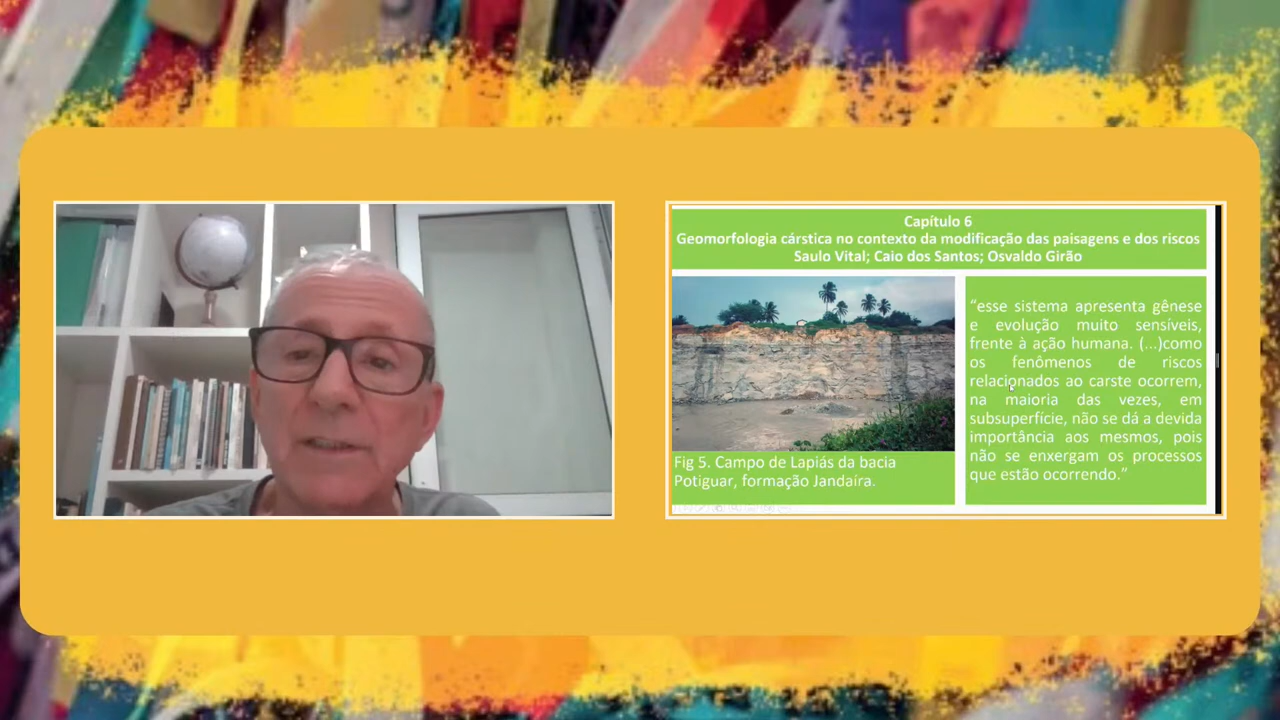 Capítulo 6
Geomorfologia cárstica no contexto da modificação das paisagens e dos riscos
Saulo Vital; Caio dos Santos; Osvaldo Girão
Fig 5. Campo de Lapiás da bacia
Potiguar, formação Jandaíra.
“esse sistema apresenta gênese
e evolução muito sensíveis,
frente à ação humana. (...)como
os fenômenos de riscos
relacionados ao carste ocorrem,
na maioria das vezes, em
subsuperfície, não se dá a devida
importância aos mesmos, pois
não se enxergam os processos
que estão ocorrendo.”